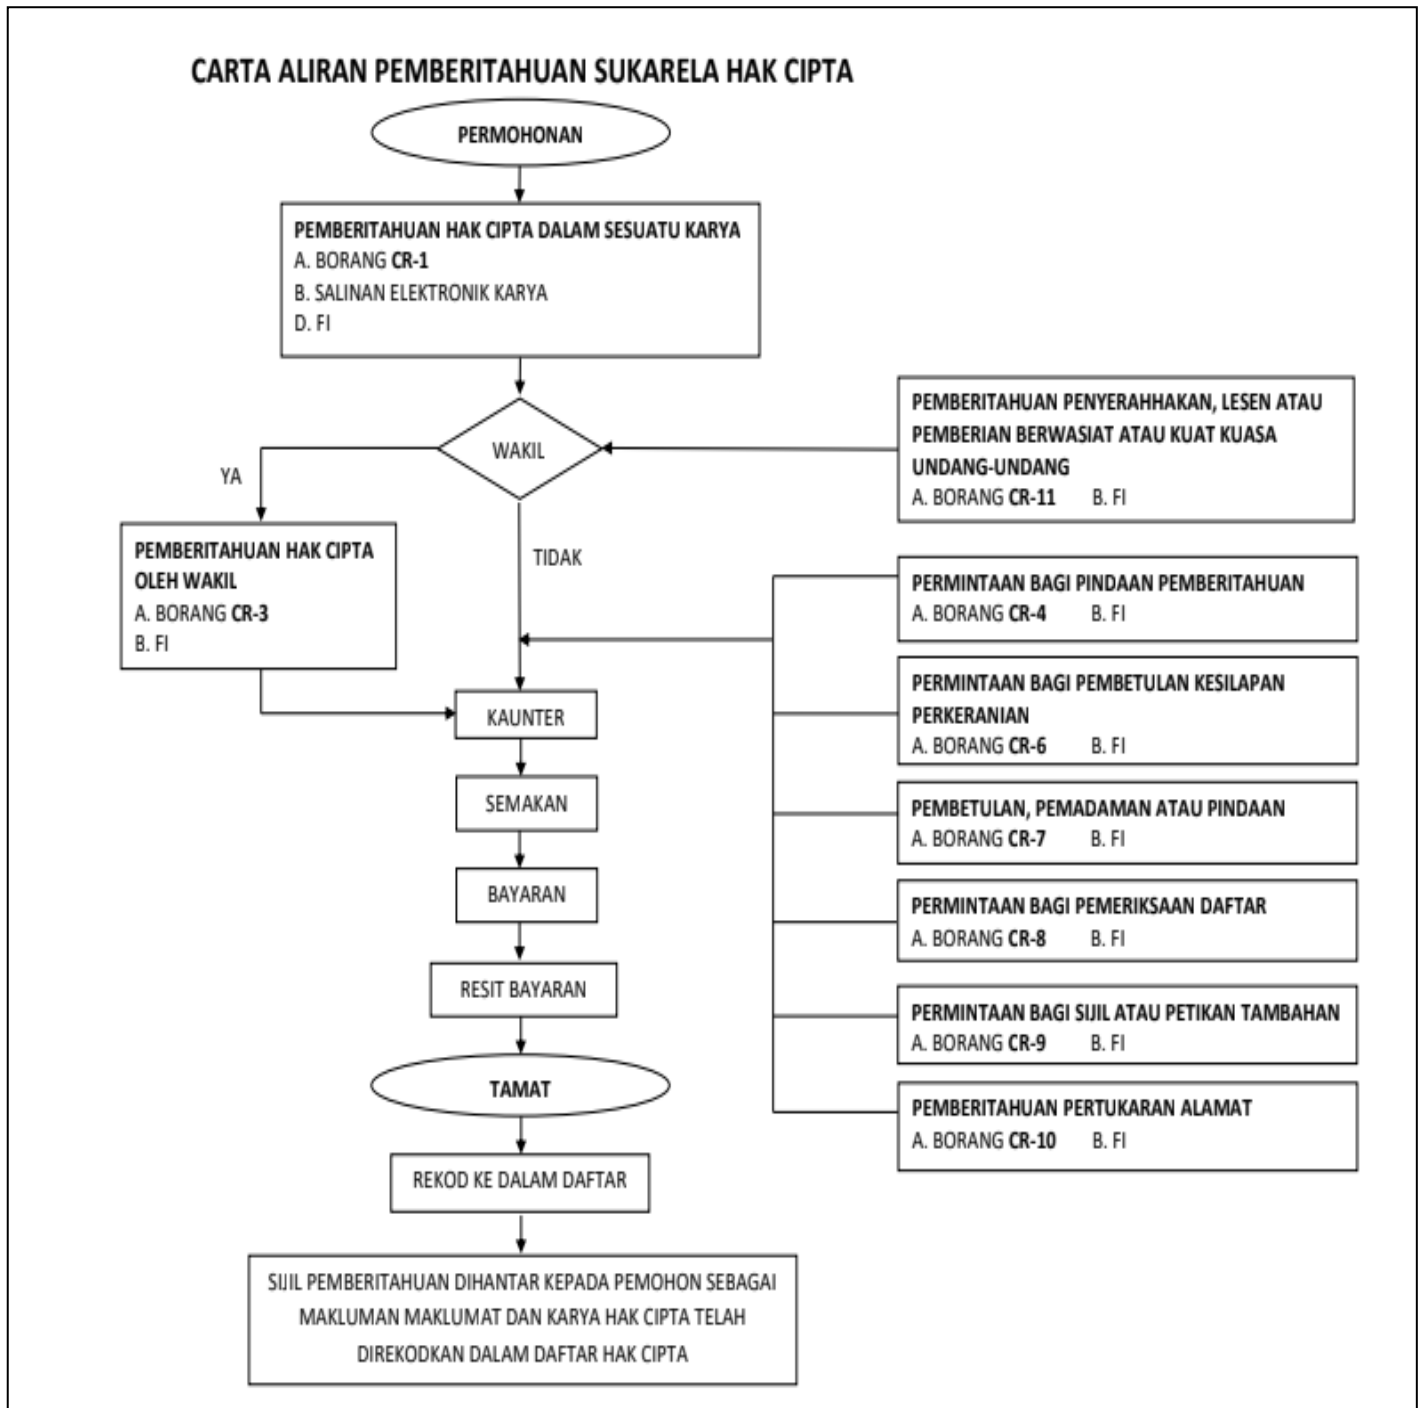 CARTA ALIRAN PEMBERITAHUAN SUKARELA HAK CIPTA
PERMOHONAN
PEMBERITAHUAN HAK CIPTA DALAM SESUATU KARYA
A. BORANG CR-1
B. SALINAN ELEKTRONIK KARYA
D. FI
WAKIL
PEMBERITAHUAN PENYERAHHAKAN, LESEN ATAU
PEMBERIAN BERWASIAT ATAU KUAT KUASA
UNDANG-UNDANG
A. BORANG CR-11 B. FI
YA
PEMBERITAHUAN HAK CIPTA
OLEH WAKIL
A. BORANG CR-3
B. FI
TIDAK
PERMINTAAN BAGI PINDAAN PEMBERITAHUAN
A. BORANG CR-4 B. FI
PERMINTAAN BAGI PEMBETULAN KESILAPAN
PERKERANIAN
A. BORANG CR-6 B. FI
PEMBETULAN, PEMADAMAN ATAU PINDAAN
A. BORANG CR-7 B. FI
PERMINTAAN BAGI PEMERIKSAAN DAFTAR
A. BORANG CR-8 B. FI
PERMINTAAN BAGI SIJIL ATAU PETIKAN TAMBAHAN
A. BORANG CR-9 B. FI
PEMBERITAHUAN PERTUKARAN ALAMAT
A. BORANG CR-10 B. FI
KAUNTER
SEMAKAN
BAYARAN
RESIT BAYARAN
TAMAT
REKOD KE DALAM DAFTAR
SIJIL PEMBERITAHUAN DIHANTAR KEPADA PEMOHON SEBAGAI
MAKLUMAN MAKLUMAT DAN KARYA HAK CIPTA TELAH
DIREKODKAN DALAM DAFTAR HAK CIPTA